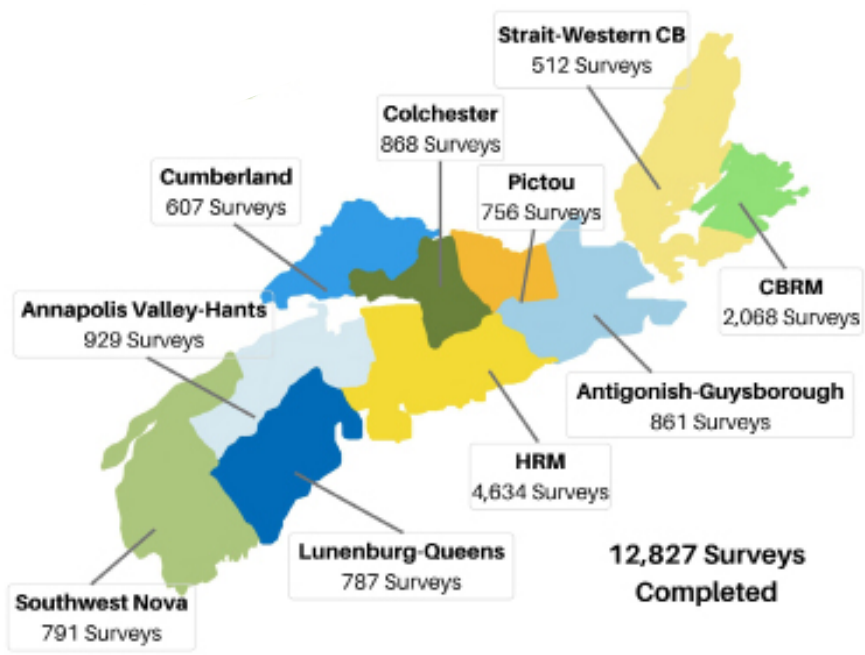 Strait-Western CB
512 Surveys
Colchester
868 Surveys
Cumberland
607 Surveys
Pictou
756 Surveys
CBRM
2,068 Surveys
Annapolis Valley-Hants
929 Surveys
Antigonish-Guysborough
861 Surveys
HRM
4,634 Surveys
Lunenburg-Queens
787 Surveys
12,827 Surveys
Completed
Southwest Nova
791 Surveys